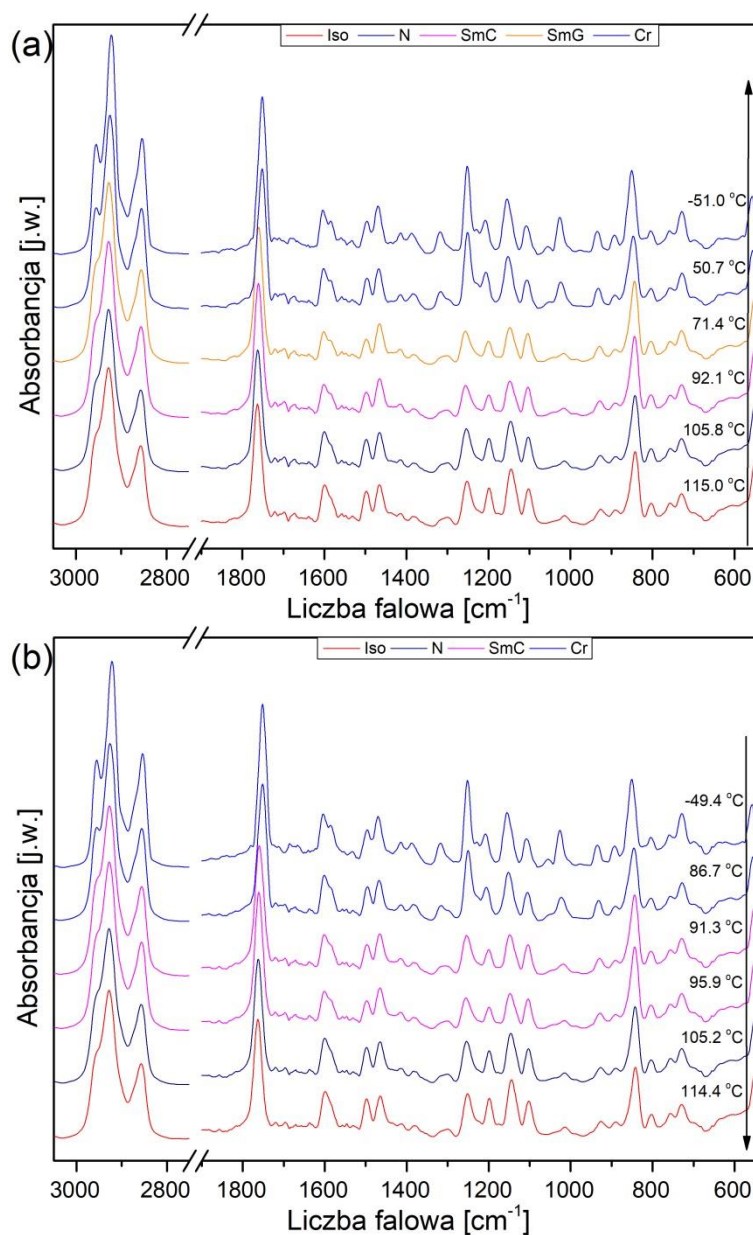 (a)
Iso N SmC SmG Cr
Absorbancja [j.w.]
-51.0 °C
50.7 °C
71.4 °C
92.1 °C
105.8 °C
115.0 °C
3000 2800 1800 1600 1400 1200 1000 800 600
Liczba falowa [cm⁻¹]
(b)
Iso N SmC Cr
Absorbancja [j.w.]
-49.4 °C
86.7 °C
91.3 °C
95.9 °C
105.2 °C
114.4 °C
3000 2800 1800 1600 1400 1200 1000 800 600
Liczba falowa [cm⁻¹]